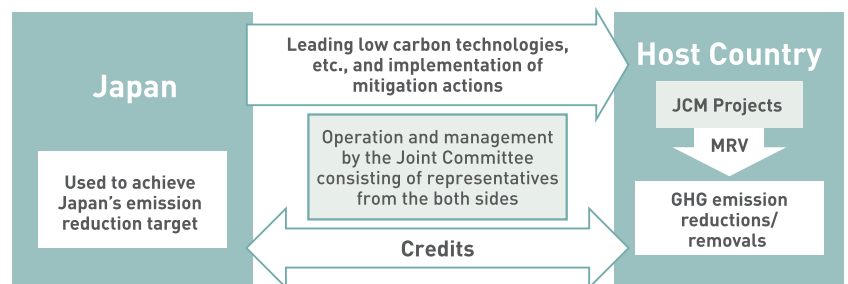 Japan
Used to achieve
Japan's emission
reduction target
Leading low carbon technologies,
etc., and implementation of
mitigation actions
Operation and management
by the Joint Committee
consisting of representatives
from the both sides
Credits
Host Country
JCM Projects
MRV
GHG emission
reductions/
removals